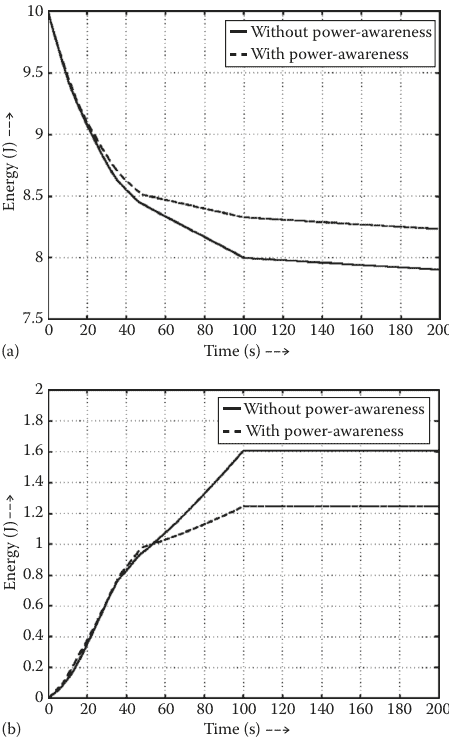 10
Without power-awareness
With power-awareness
9.5
9
8.5
8
7.5
Energy (J) -->
0 20 40 60 80 100 120 140 160 180 200
Time (s) -->
(a)
2
Without power-awareness
With power-awareness
1.8
1.6
1.4
1.2
1
0.8
0.6
0.4
0.2
0
Energy (J) -->
0 20 40 60 80 100 120 140 160 180 200
Time (s) -->
(b)